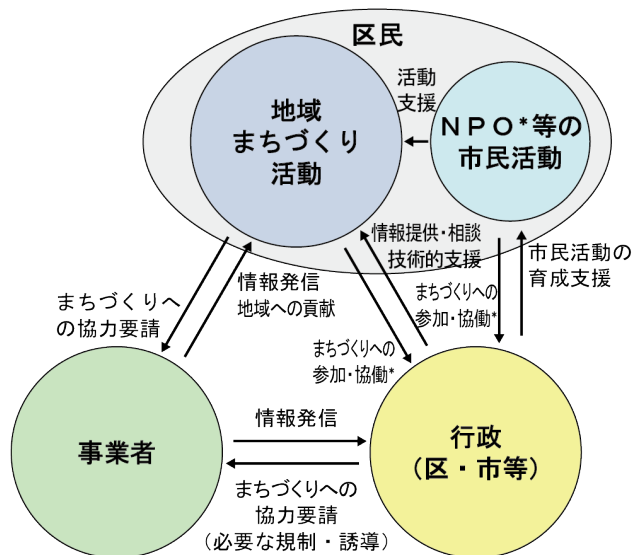 区民
地域
まちづくり
活動
活動
支援
NPO*等の
市民活動
情報提供・相談
技術的支援
市民活動の
育成支援
まちづくりへの
参加・協働*
情報発信
地域への貢献
まちづくりへ
の協力要請
まちづくりへの
参加・協働*
事業者
情報発信
行政
(区・市等)
まちづくりへの
協力要請
(必要な規制・誘導)